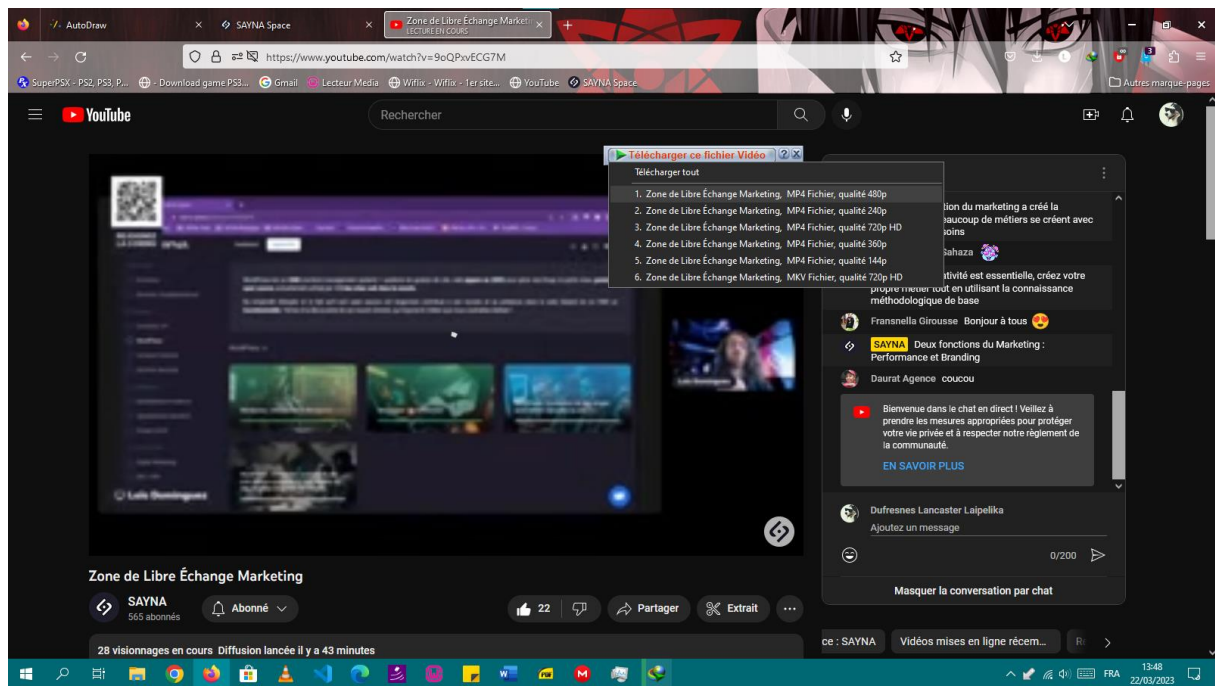 AutoDraw
SAYNA Space
Zone de Libre Échange Marketi
LECTURE EN COURS
https://www.youtube.com/watch?v=9oQPxvECG7M
SuperPSX - PS2, PS3, P...
- Download game PS3...
Gmail
Lecteur Media
Wiflix - Wiflix - 1er site...
YouTube
SAYNA Space
Autres marque-pages
YouTube
Rechercher
Télécharger ce fichier Vidéo
Télécharger tout
1. Zone de Libre Échange Marketing, MP4 Fichier, qualité 480p
2. Zone de Libre Échange Marketing, MP4 Fichier, qualité 240p
3. Zone de Libre Échange Marketing, MP4 Fichier, qualité 720p HD
4. Zone de Libre Échange Marketing, MP4 Fichier, qualité 360p
5. Zone de Libre Échange Marketing, MP4 Fichier, qualité 144p
6. Zone de Libre Échange Marketing, MKV Fichier, qualité 720p HD
tion du marketing a créé la
eaucoup de métiers se créent avec
soins
Sahaza
tivité est essentielle, créez votre
propre métier tout en utilisant la connaissance
méthodologique de base
Fransnella Girousse Bonjour à tous
SAYNA Deux fonctions du Marketing :
Performance et Branding
Daurat Agence coucou
Bienvenue dans le chat en direct ! Veillez à
prendre les mesures appropriées pour protéger
votre vie privée et à respecter notre règlement de
la communauté.
EN SAVOIR PLUS
Dufresnes Lancaster Laipelika
Ajoutez un message
0/200
Masquer la conversation par chat
Loïs Dominguez
Zone de Libre Échange Marketing
SAYNA
565 abonnés
Abonné
22
Partager
Extrait
28 visionnages en cours Diffusion lancée il y a 43 minutes
ce : SAYNA
Vidéos mises en ligne récem...
FRA
13:48
22/03/2023